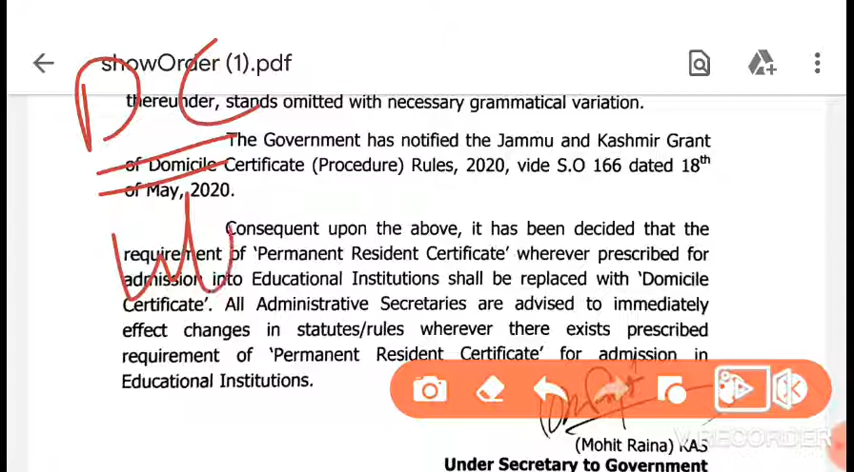 showOrder (1).pdf
DC
thereunder, stands omitted with necessary grammatical variation.
The Government has notified the Jammu and Kashmir Grant
of Domicile Certificate (Procedure) Rules, 2020, vide S.O 166 dated 18th
of May, 2020.
Consequent upon the above, it has been decided that the
requirement of 'Permanent Resident Certificate' wherever prescribed for
admission into Educational Institutions shall be replaced with 'Domicile
Certificate'. All Administrative Secretaries are advised to immediately
effect changes in statutes/rules wherever there exists prescribed
requirement of 'Permanent Resident Certificate' for admission in
Educational Institutions.
(Mohit Raina) KAS
V RECORDER
Under Secretary to Government